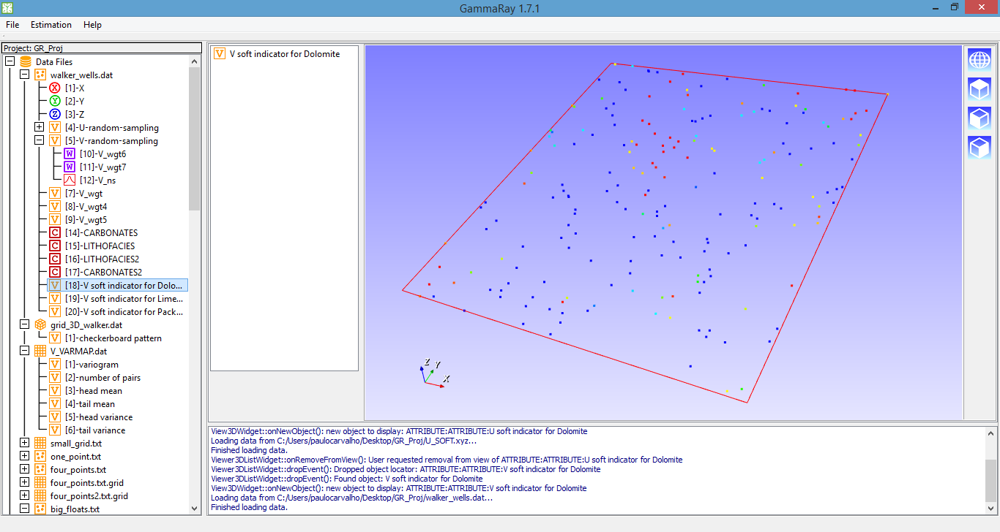 GammaRay 1.7.1
File Estimation Help
Project: GR_Proj
Data Files
walker_wells.dat
X [1]-X
Y [2]-Y
Z [3]-Z
V [4]-U-random-sampling
V [5]-V-random-sampling
W [10]-V_wgt6
W [11]-V_wgt7
[12]-V_ns
V [7]-V_wgt
V [8]-V_wgt4
V [9]-V_wgt5
C [14]-CARBONATES
C [15]-LITHOFACIES
C [16]-LITHOFACIES2
C [17]-CARBONATES2
V [18]-V soft indicator for Dolo...
V [19]-V soft indicator for Lime...
V [20]-V soft indicator for Pack...
grid_3D_walker.dat
V [1]-checkerboard pattern
V_VARMAP.dat
V [1]-variogram
V [2]-number of pairs
V [3]-head mean
V [4]-tail mean
V [5]-head variance
V [6]-tail variance
small_grid.txt
one_point.txt
four_points.txt
four_points.txt.grid
four_points2.txt.grid
big_floats.txt
V V soft indicator for Dolomite
Z Y
X
View3DWidget::onNewObject(): new object to display: ATTRIBUTE:ATTRIBUTE:U soft indicator for Dolomite
Loading data from C:/Users/paulocarvalho/Desktop/GR_Proj/U_SOFT.xyz...
Finished loading data.
Viewer3DListWidget::onRemoveFromView(): User requested removal from view of ATTRIBUTE:ATTRIBUTE:U soft indicator for Dolomite
Viewer3DListWidget::dropEvent(): Dropped object locator: ATTRIBUTE:ATTRIBUTE:V soft indicator for Dolomite
Viewer3DListWidget::dropEvent(): Found object: V soft indicator for Dolomite
View3DWidget::onNewObject(): new object to display: ATTRIBUTE:ATTRIBUTE:V soft indicator for Dolomite
Loading data from C:/Users/paulocarvalho/Desktop/GR_Proj/walker_wells.dat...
Finished loading data.